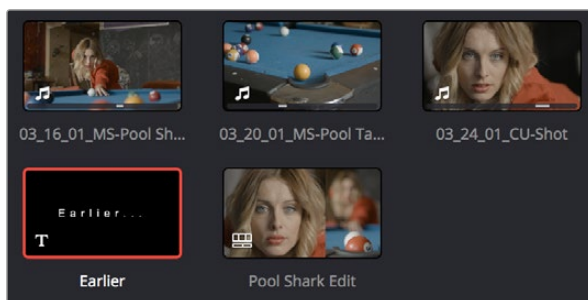 03_16_01_MS-Pool Sh...
03_20_01_MS-Pool Ta...
03_24_01_CU-Shot
Earlier...
T
Earlier
Pool Shark Edit